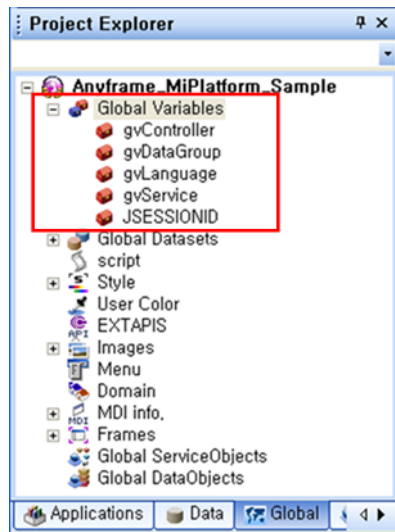 Project Explorer
Anyframe_MiPlatform_Sample
Global Variables
gvController
gvDataGroup
gvLanguage
gvService
JSESSIONID
Global Datasets
script
Style
User Color
EXTAPIS
Images
Menu
Domain
MDI info,
Frames
Global ServiceObjects
Global DataObjects
Applications Data Global